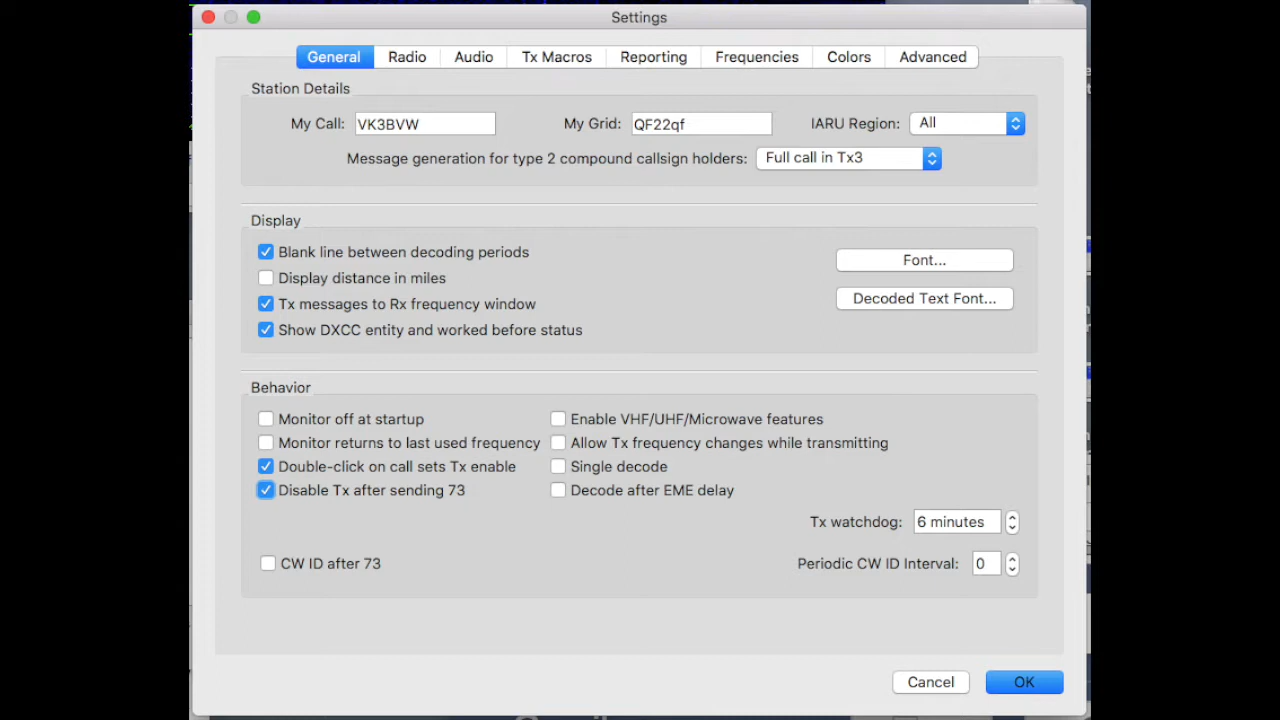 Settings
General Radio Audio Tx Macros Reporting Frequencies Colors Advanced
Station Details
My Call: VK3BVW My Grid: QF22qf IARU Region: All
Message generation for type 2 compound callsign holders: Full call in Tx3
Display
Blank line between decoding periods
Font...
Display distance in miles
Decoded Text Font...
Tx messages to Rx frequency window
Show DXCC entity and worked before status
Behavior
Monitor off at startup Enable VHF/UHF/Microwave features
Monitor returns to last used frequency Allow Tx frequency changes while transmitting
Double-click on call sets Tx enable Single decode
Disable Tx after sending 73 Decode after EME delay
Tx watchdog: 6 minutes
CW ID after 73 Periodic CW ID Interval: 0
Cancel OK